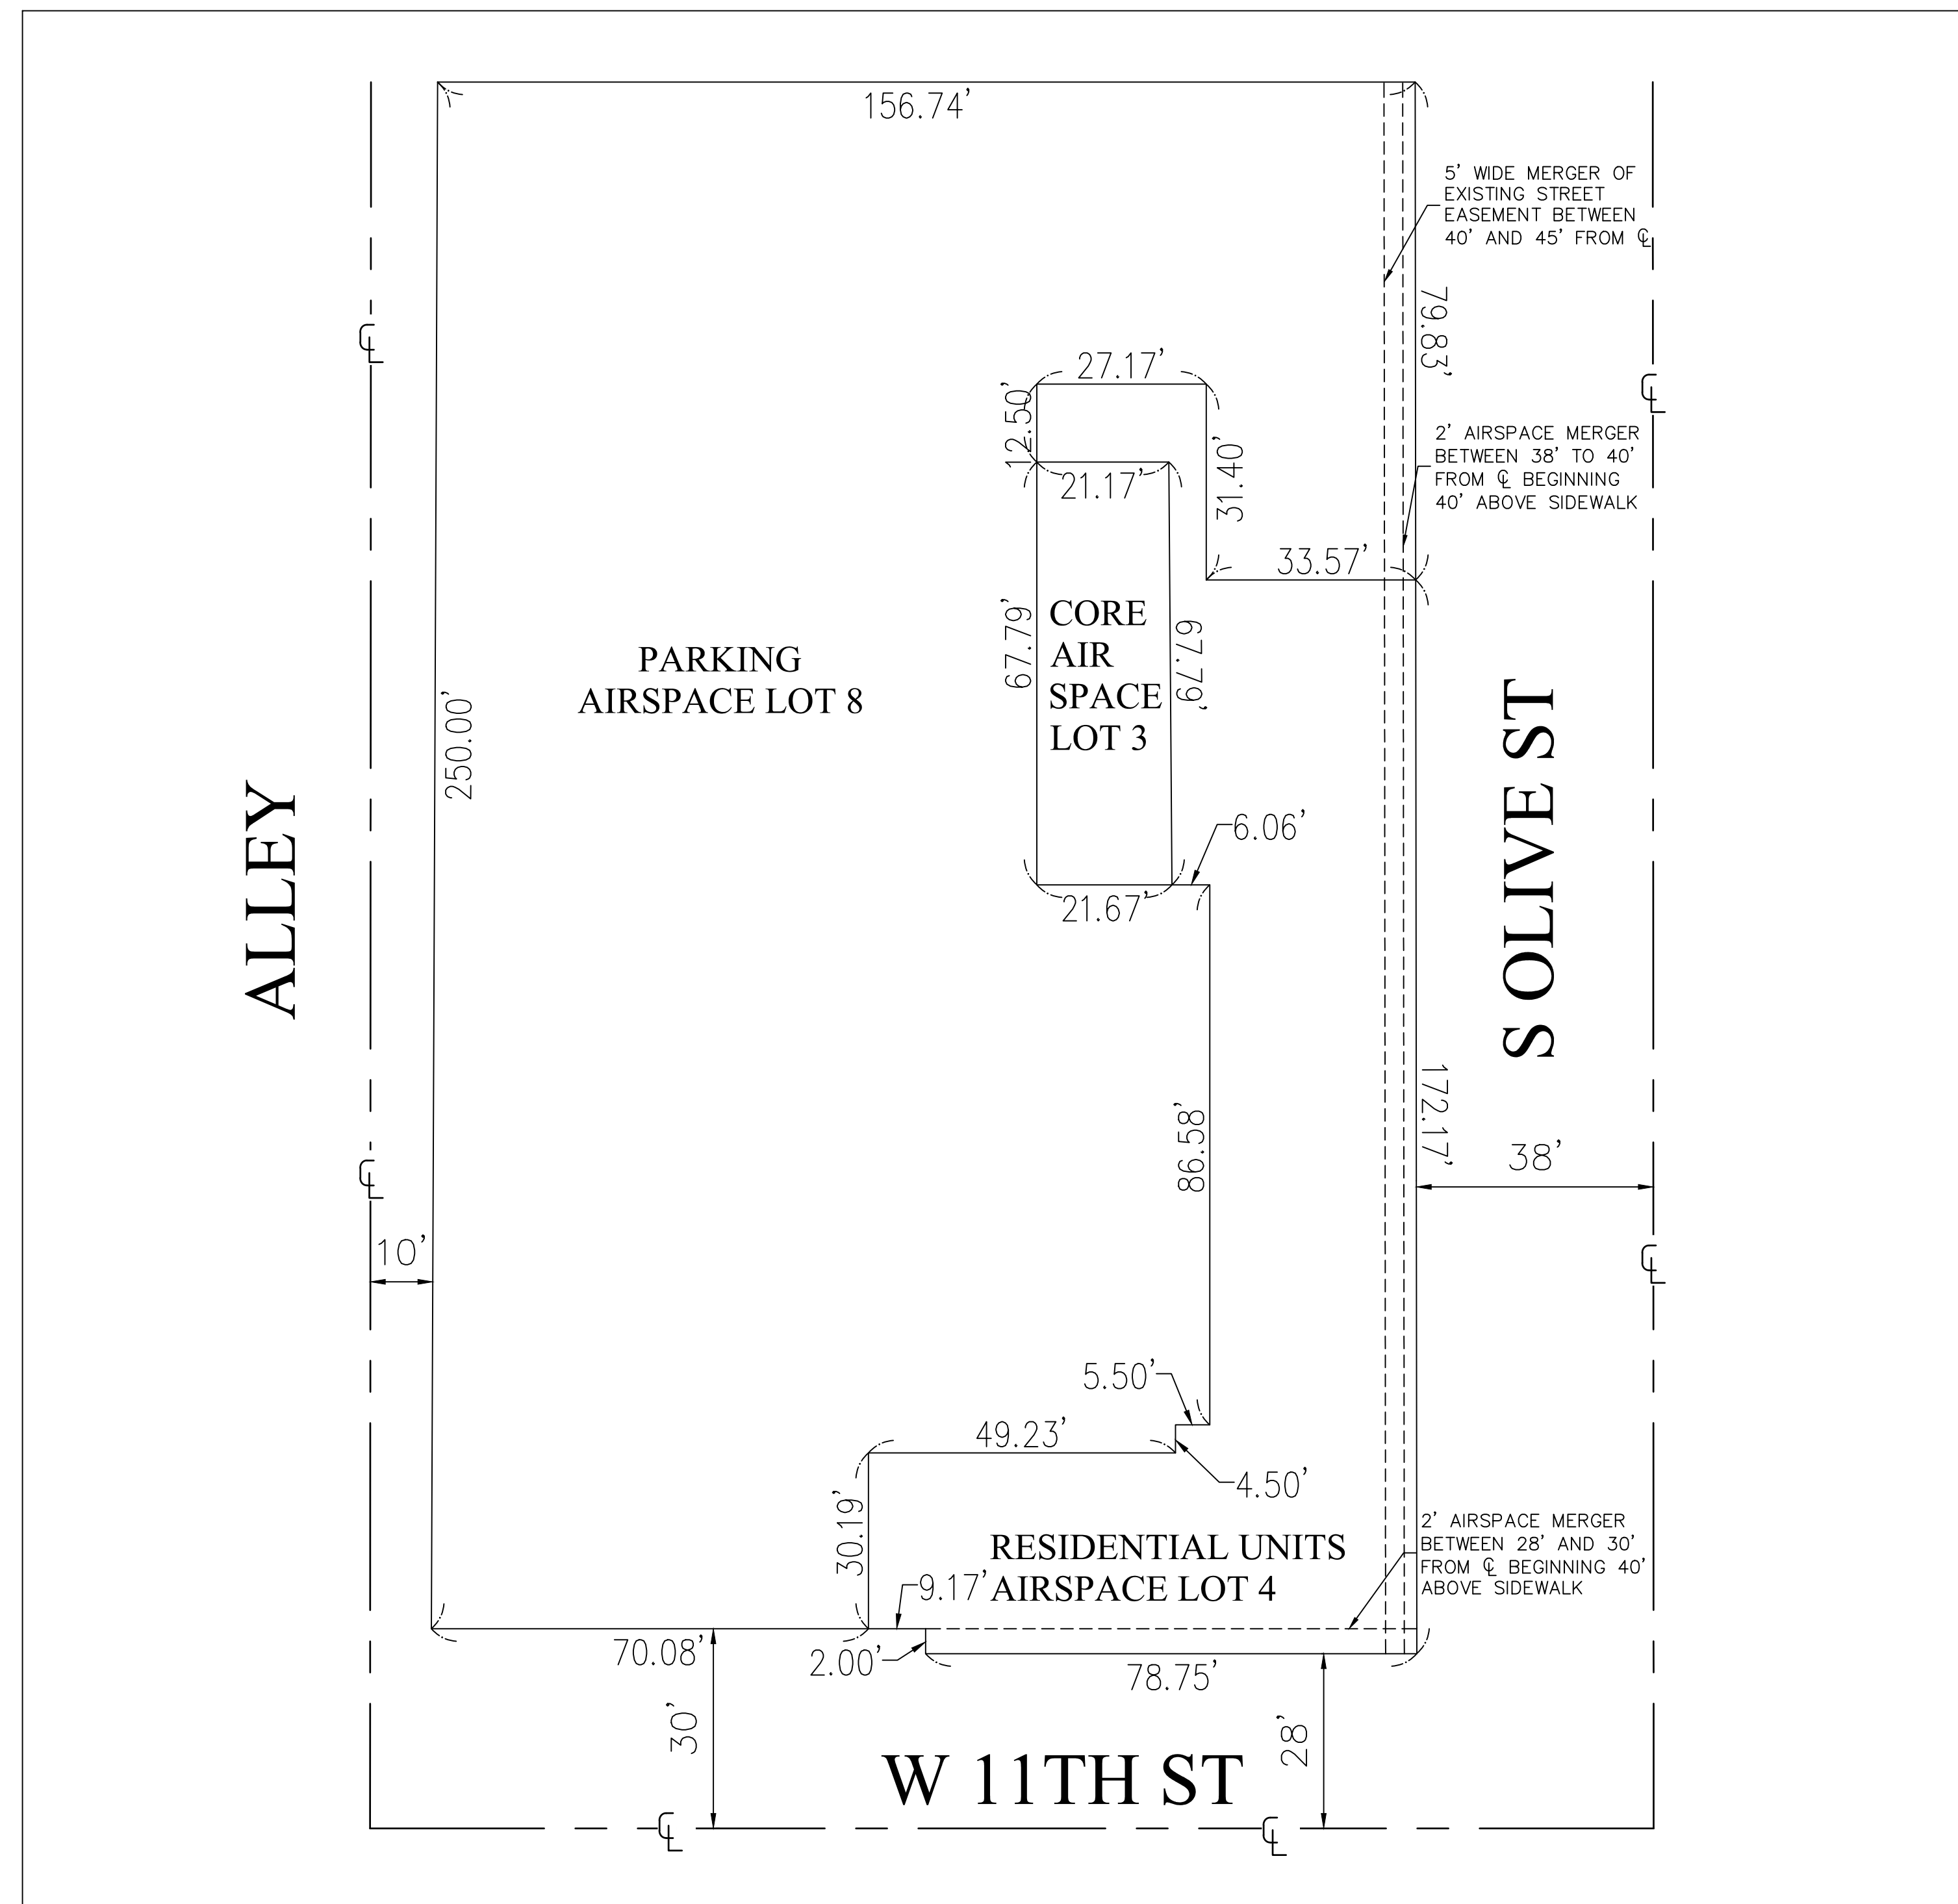 156.74'
5' WIDE MERGER OF
EXISTING STREET
EASEMENT BETWEEN
40' AND 45' FROM ℄
79.83'
℄
27.17'
12.50'
℄
2' AIRSPACE MERGER
BETWEEN 38' TO 40'
FROM ℄ BEGINNING
40' ABOVE SIDEWALK
21.17'
31.40'
33.57'
67.79'
CORE
AIR
SPACE
LOT 3
67.79'
PARKING
AIRSPACE LOT 8
250.00'
ALLEY
S OLIVE ST
6.06'
21.67'
172.17'
86.58'
38'
℄
10'
℄
5.50'
49.23'
4.50'
30.19'
RESIDENTIAL UNITS
AIRSPACE LOT 4
9.17'
2' AIRSPACE MERGER
BETWEEN 28' AND 30'
FROM ℄ BEGINNING 40'
ABOVE SIDEWALK
70.08'
2.00'
78.75'
30'
28'
W 11TH ST
℄
℄